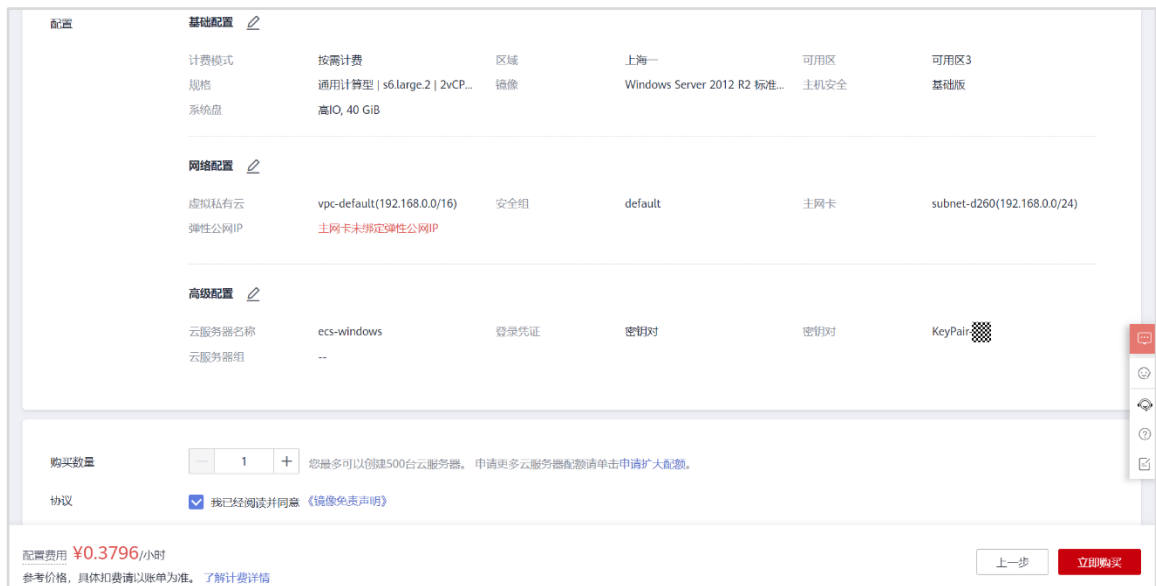 配置 基础配置
计费模式 按需计费 区域 上海一 可用区 可用区3
规格 通用计算型 | s6.large.2 | 2vCP... 镜像 Windows Server 2012 R2 标准... 主机安全 基础版
系统盘 高IO, 40 GiB
网络配置
虚拟私有云 vpc-default(192.168.0.0/16) 安全组 default 主网卡 subnet-d260(192.168.0.0/24)
弹性公网IP 主网卡未绑定弹性公网IP
高级配置
云服务器名称 ecs-windows 登录凭证 密钥对 密钥对 KeyPair-
云服务器组 --
购买数量 1 您最多可以创建500台云服务器。 申请更多云服务器配额请单击申请扩大配额。
协议 我已经阅读并同意 《镜像免责声明》
配置费用 ¥0.3796/小时
参考价格，具体扣费请以账单为准。 了解计费详情
上一步 立即购买